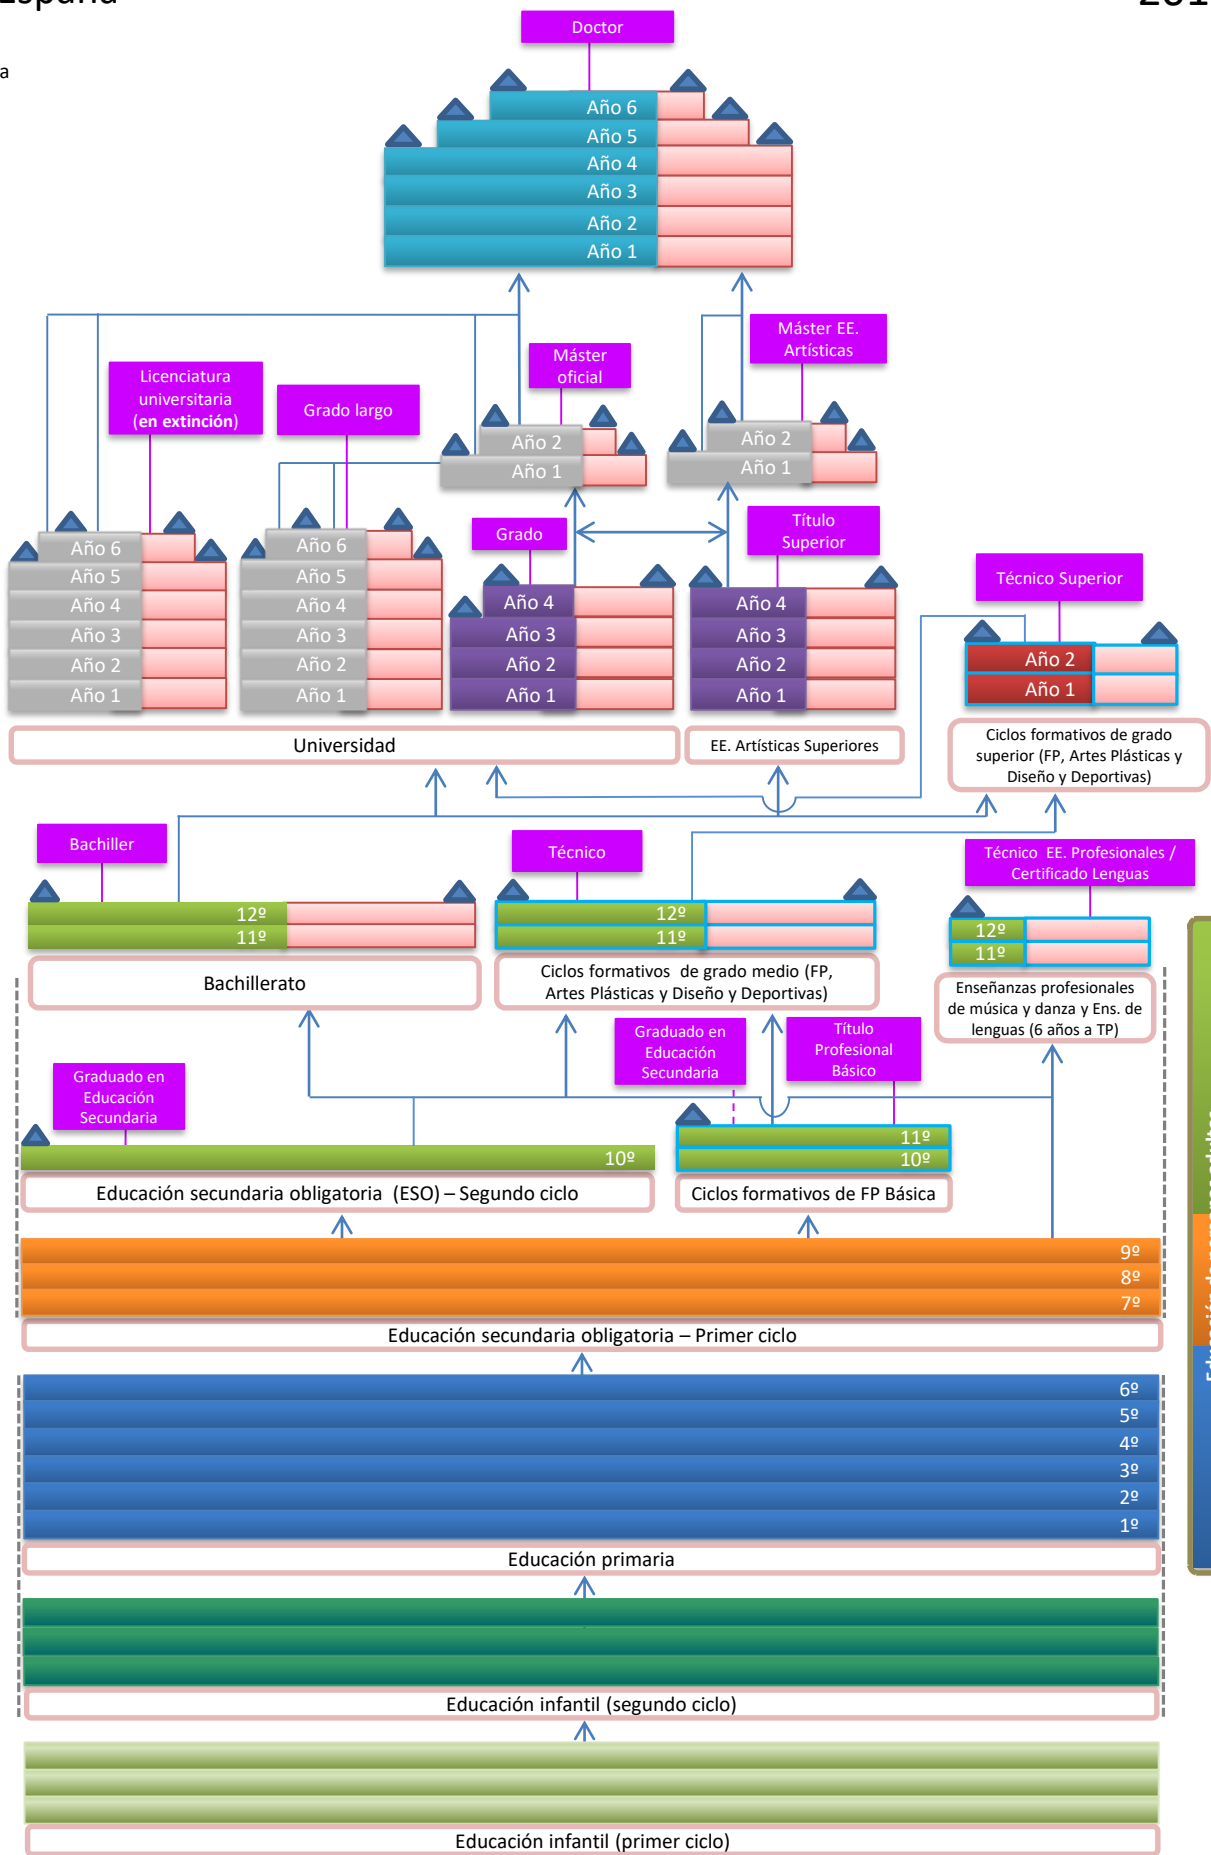 España
201
a
Doctor
Año 6
Año 5
Año 4
Año 3
Año 2
Año 1
Licenciatura
universitaria
(en extinción)
Grado largo
Máster
oficial
Máster EE.
Artísticas
Año 2
Año 1
Año 2
Año 1
Grado
Título
Superior
Técnico Superior
Año 6
Año 5
Año 4
Año 3
Año 2
Año 1
Año 6
Año 5
Año 4
Año 3
Año 2
Año 1
Año 4
Año 3
Año 2
Año 1
Año 4
Año 3
Año 2
Año 1
Año 2
Año 1
Universidad
EE. Artísticas Superiores
Ciclos formativos de grado
superior (FP, Artes Plásticas y
Diseño y Deportivas)
Bachiller
Técnico
Técnico EE. Profesionales /
Certificado Lenguas
12º
11º
12º
11º
12º
11º
Bachillerato
Ciclos formativos de grado medio (FP,
Artes Plásticas y Diseño y Deportivas)
Enseñanzas profesionales
de música y danza y Ens. de
lenguas (6 años a TP)
Graduado en
Educación
Secundaria
Graduado en
Educación
Secundaria
Título
Profesional
Básico
10º
11º
10º
Educación secundaria obligatoria (ESO) – Segundo ciclo
Ciclos formativos de FP Básica
9º
8º
7º
Educación secundaria obligatoria – Primer ciclo
6º
5º
4º
3º
2º
1º
Educación primaria
Educación infantil (segundo ciclo)
Educación infantil (primer ciclo)